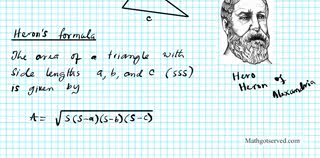 c
Heron's formula
The area of a triangle with
side lengths a, b, and c (SSS)
is given by
A = √S(S-a)(S-b)(S-c)
Hero of
Heron Alexandria
Mathgotserved.com